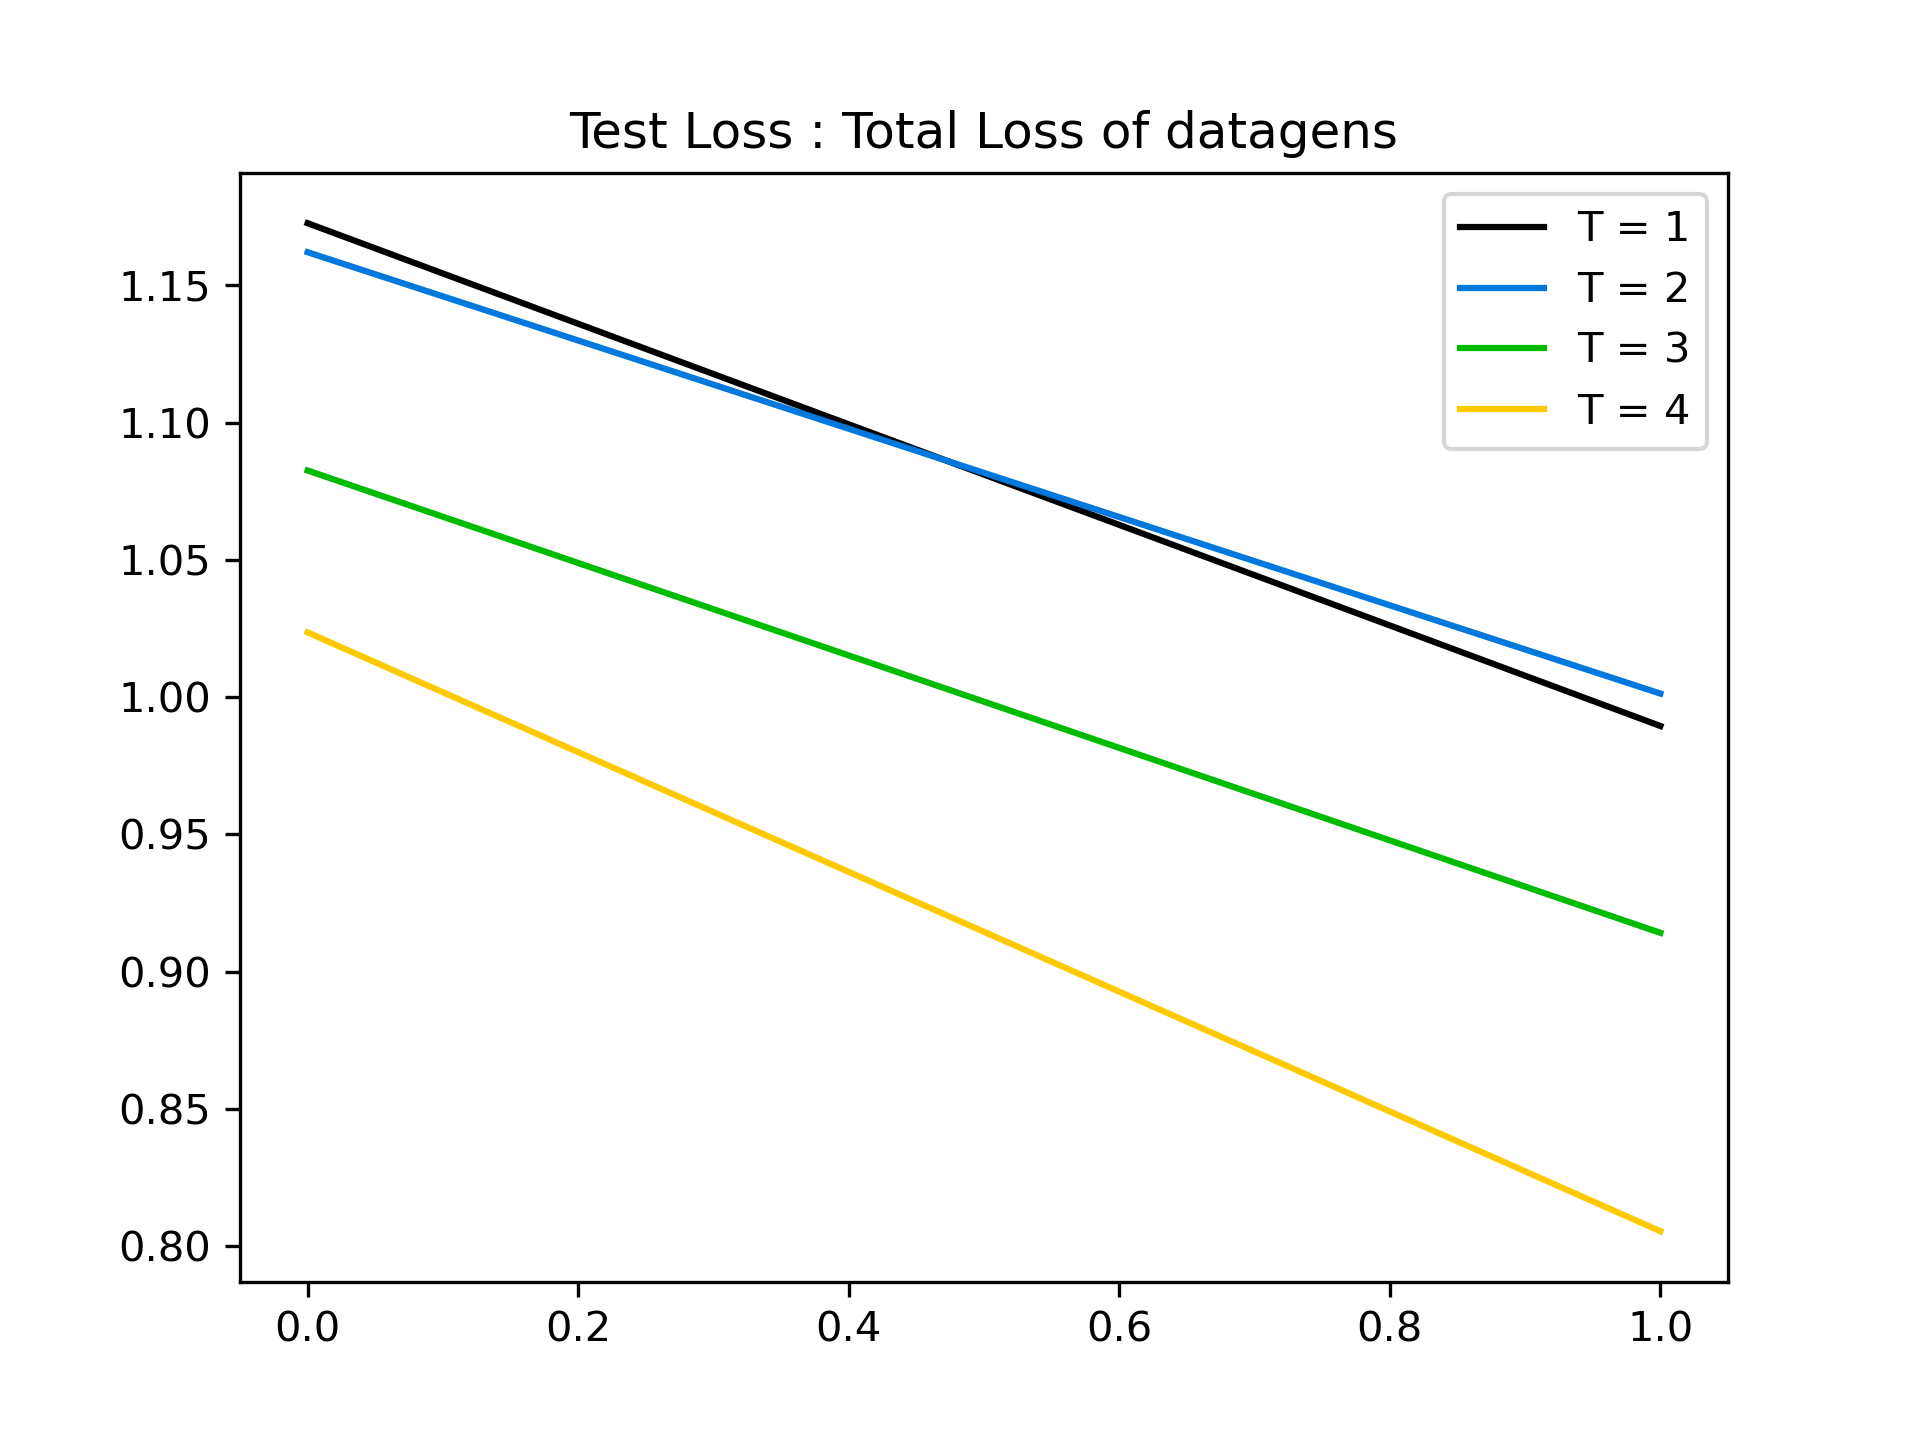 Test Loss : Total Loss of datagens
T = 1
T = 2
T = 3
T = 4
1.15
1.10
1.05
1.00
0.95
0.90
0.85
0.80
0.0 0.2 0.4 0.6 0.8 1.0